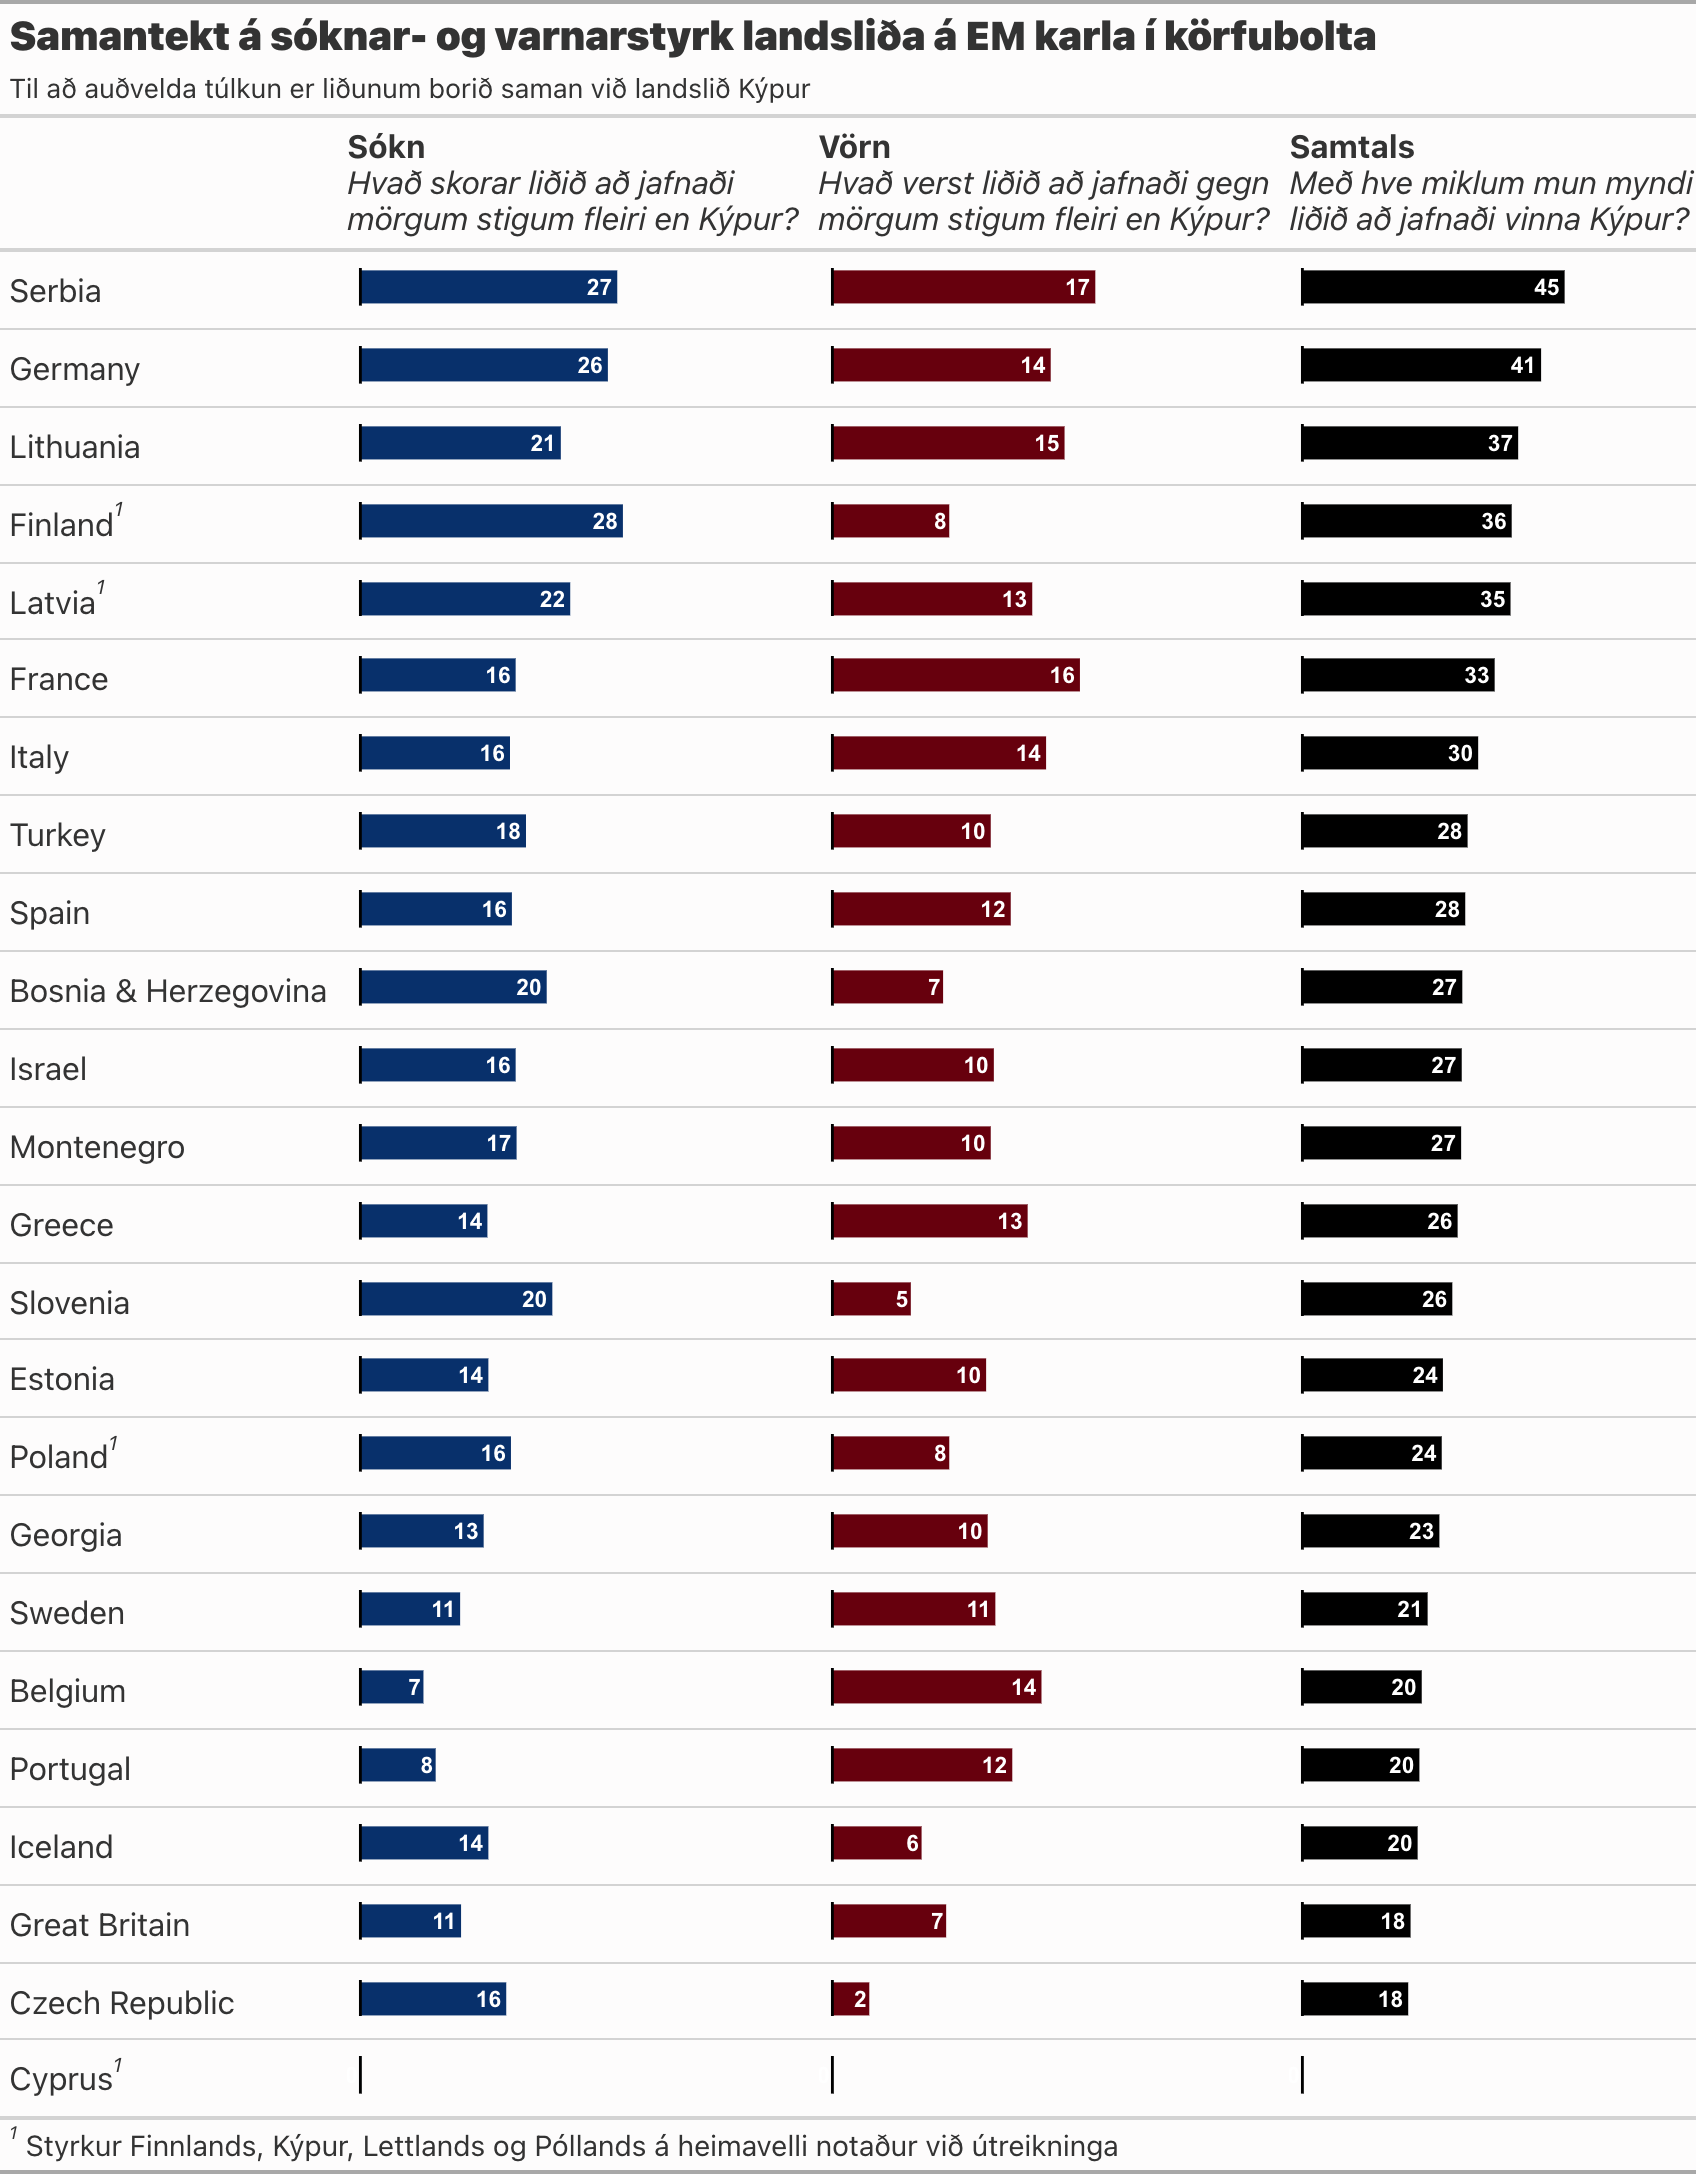 Samantekt á sóknar- og varnarstyrk landsliða á EM karla í körfubolta
Til að auðvelda túlkun er liðunum borið saman við landslið Kýpur
Sókn Vörn Samtals
Hvað skorar liðið að jafnaði Hvað verst liðið að jafnaði gegn Með hve miklum mun myndi
mörgum stigum fleiri en Kýpur? mörgum stigum fleiri en Kýpur? liðið að jafnaði vinna Kýpur?
Serbia 27 17 45
Germany 26 14 41
Lithuania 21 15 37
Finland1 28 8 36
Latvia1 22 13 35
France 16 16 33
Italy 16 14 30
Turkey 18 10 28
Spain 16 12 28
Bosnia & Herzegovina 20 7 27
Israel 16 10 27
Montenegro 17 10 27
Greece 14 13 26
Slovenia 20 5 26
Estonia 14 10 24
Poland1 16 8 24
Georgia 13 10 23
Sweden 11 11 21
Belgium 7 14 20
Portugal 8 12 20
Iceland 14 6 20
Great Britain 11 7 18
Czech Republic 16 2 18
Cyprus1
1 Styrkur Finnlands, Kýpur, Lettlands og Póllands á heimavelli notaður við útreikninga